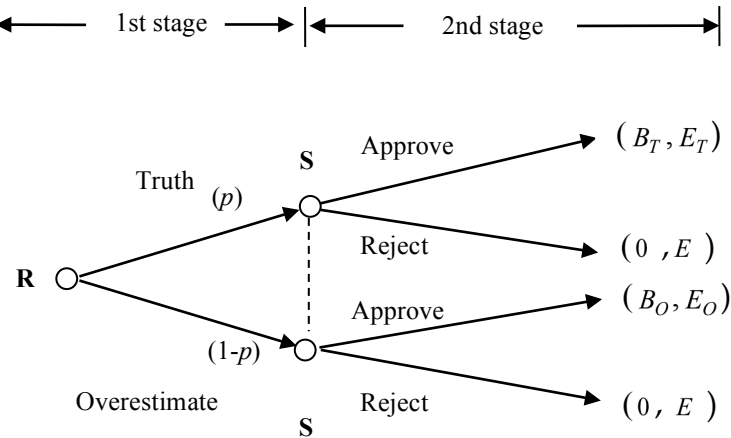 1st stage 2nd stage
Approve (B_T, E_T)
S
Truth (p)
Reject (0 , E )
R
Approve (B_O, E_O)
(1-p)
Overestimate Reject (0, E )
S